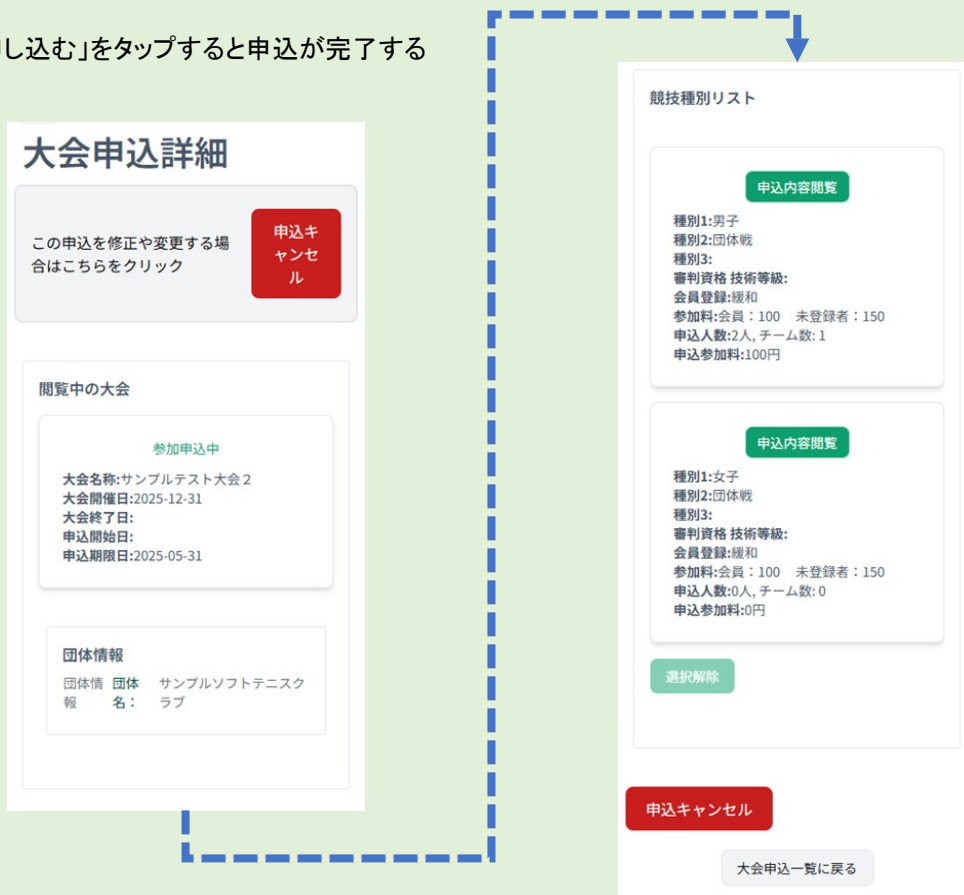 し込む」をタップすると申込が完了する
大会申込詳細
この申込を修正や変更する場
合はこちらをクリック
申込キ
ャンセ
ル
閲覧中の大会
参加申込中
大会名称:サンプルテスト大会２
大会開催日:2025-12-31
大会終了日:
申込開始日:
申込期限日:2025-05-31
団体情報
団体情 団体 サンプルソフトテニスク
報 名： ラブ
競技種別リスト
申込内容閲覧
種別1:男子
種別2:団体戦
種別3:
審判資格 技術等級:
会員登録:緩和
参加料:会員：100　未登録者：150
申込人数:2人, チーム数: 1
申込参加料:100円
申込内容閲覧
種別1:女子
種別2:団体戦
種別3:
審判資格 技術等級:
会員登録:緩和
参加料:会員：100　未登録者：150
申込人数:0人, チーム数: 0
申込参加料:0円
選択解除
申込キャンセル
大会申込一覧に戻る